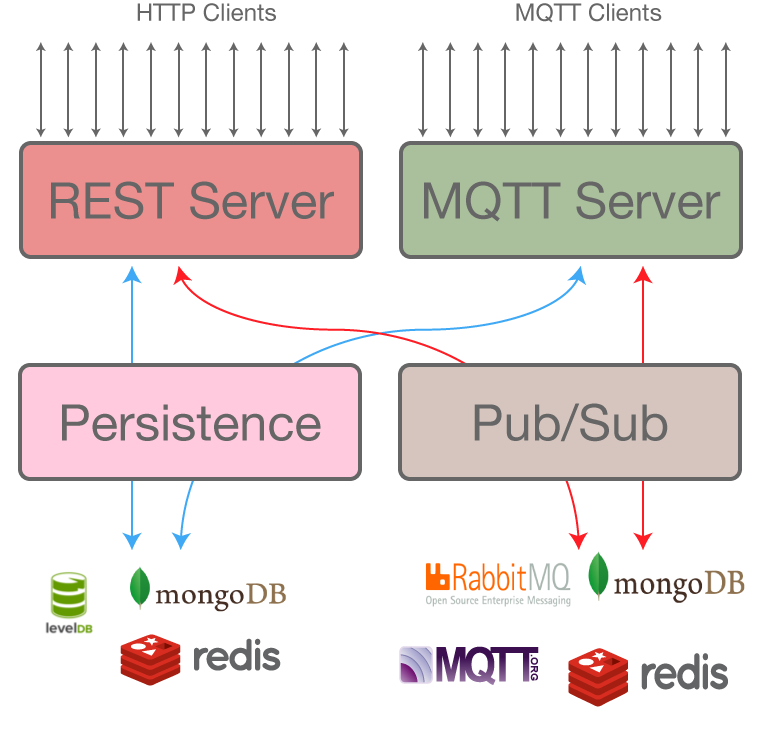 HTTP Clients
MQTT Clients
REST Server
MQTT Server
Persistence
Pub/Sub
levelDB
mongoDB
redis
RabbitMQ
Open Source Enterprise Messaging
mongoDB
MQTT.ORG
redis